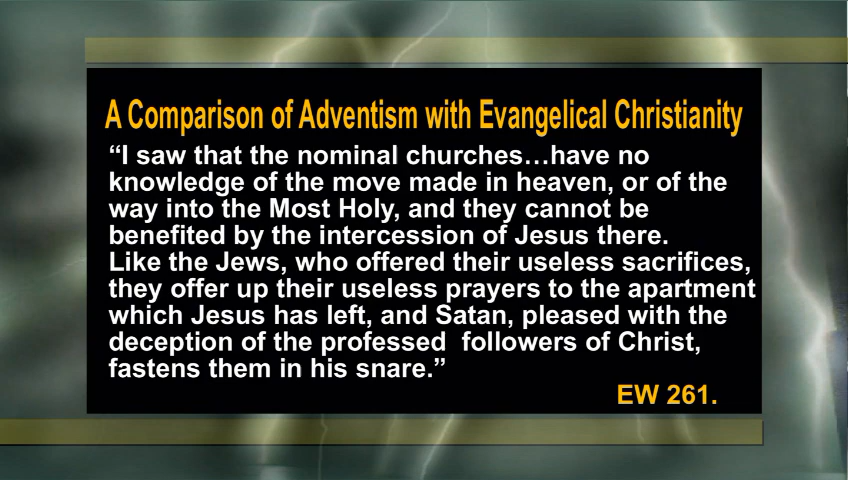 A Comparison of Adventism with Evangelical Christianity
“I saw that the nominal churches…have no
knowledge of the move made in heaven, or of the
way into the Most Holy, and they cannot be
benefited by the intercession of Jesus there.
Like the Jews, who offered their useless sacrifices,
they offer up their useless prayers to the apartment
which Jesus has left, and Satan, pleased with the
deception of the professed  followers of Christ,
fastens them in his snare.”
EW 261.